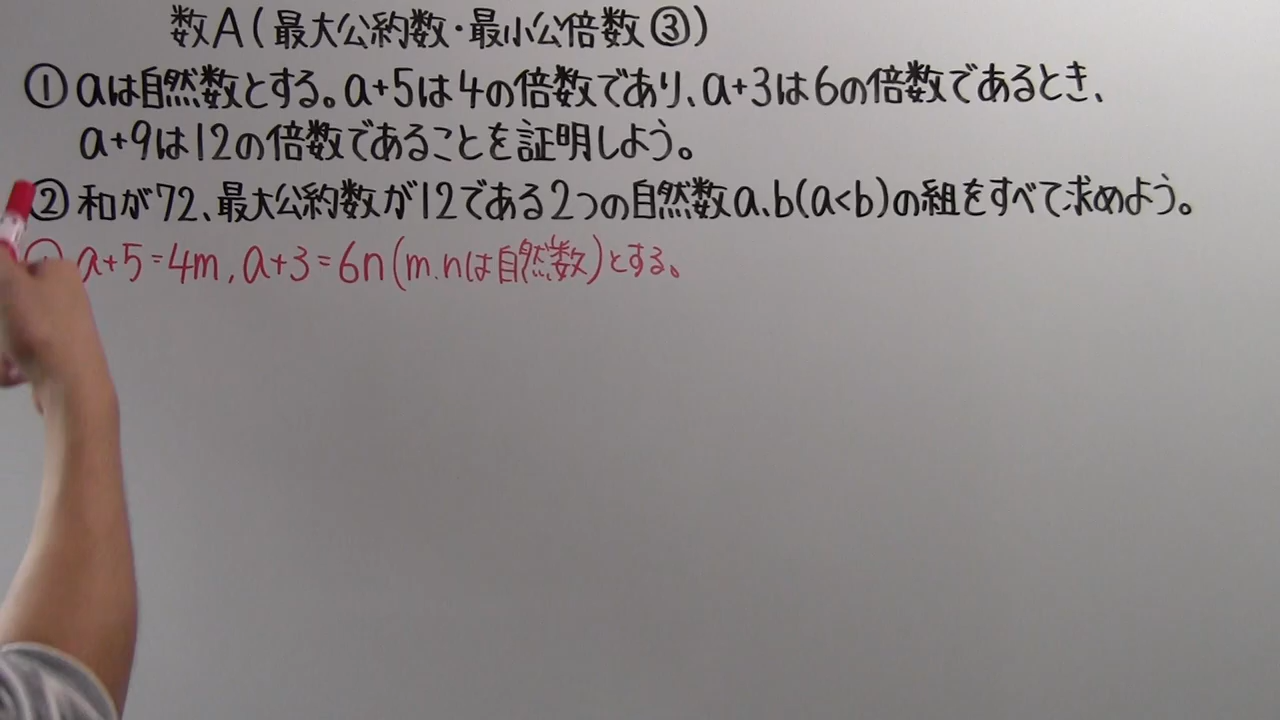 数A(最大公約数・最小公倍数③)
①aは自然数とする。a+5は4の倍数であり、a+3は6の倍数であるとき、
a+9は12の倍数であることを証明しよう。
②和が72、最大公約数が12である2つの自然数a、b(a<b)の組をすべて求めよう。
a+5=4m,a+3=6n(m、nは自然数)とする。